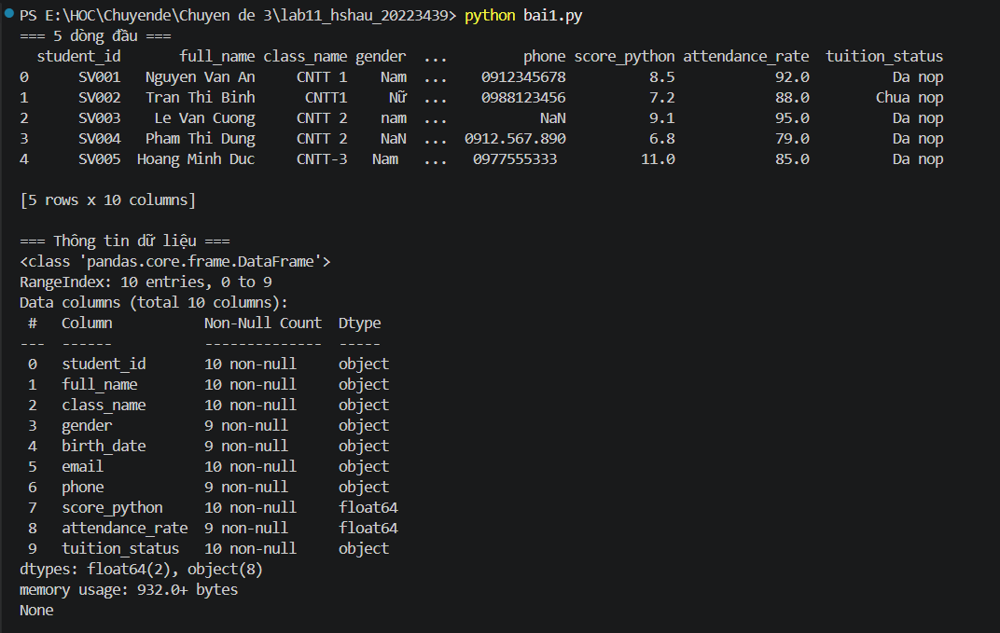 PS E:\HOC\Chuyende\Chuyen de 3\lab11_hshau_20223439> python bai1.py
=== 5 dòng đầu ===
  student_id       full_name class_name gender  ...         phone score_python attendance_rate  tuition_status
0      SV001   Nguyen Van An     CNTT 1    Nam  ...    0912345678          8.5            92.0          Da nop
1      SV002   Tran Thi Binh      CNTT1     Nữ  ...    0988123456          7.2            88.0        Chua nop
2      SV003    Le Van Cuong     CNTT 2    nam  ...           NaN          9.1            95.0          Da nop
3      SV004   Pham Thi Dung     CNTT 2    NaN  ...  0912.567.890          6.8            79.0          Da nop
4      SV005  Hoang Minh Duc     CNTT-3   Nam   ...   0977555333          11.0            85.0          Da nop
[5 rows x 10 columns]
=== Thông tin dữ liệu ===
<class 'pandas.core.frame.DataFrame'>
RangeIndex: 10 entries, 0 to 9
Data columns (total 10 columns):
 #   Column           Non-Null Count  Dtype
---  ------           --------------  -----
 0   student_id       10 non-null     object
 1   full_name        10 non-null     object
 2   class_name       10 non-null     object
 3   gender           9 non-null      object
 4   birth_date       9 non-null      object
 5   email            10 non-null     object
 6   phone            9 non-null      object
 7   score_python     10 non-null     float64
 8   attendance_rate  9 non-null      float64
 9   tuition_status   10 non-null     object
dtypes: float64(2), object(8)
memory usage: 932.0+ bytes
None